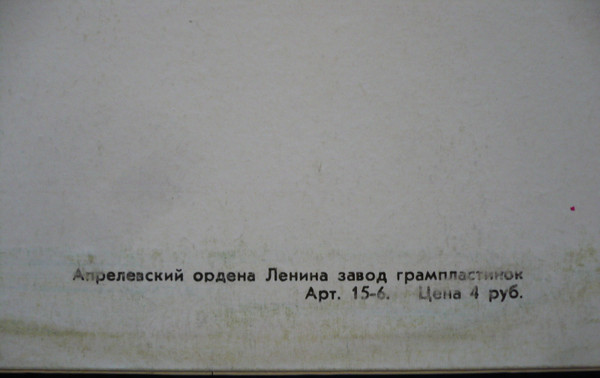 Апрелевский ордена Ленина завод грампластинок
Арт. 15-6. Цена 4 руб.